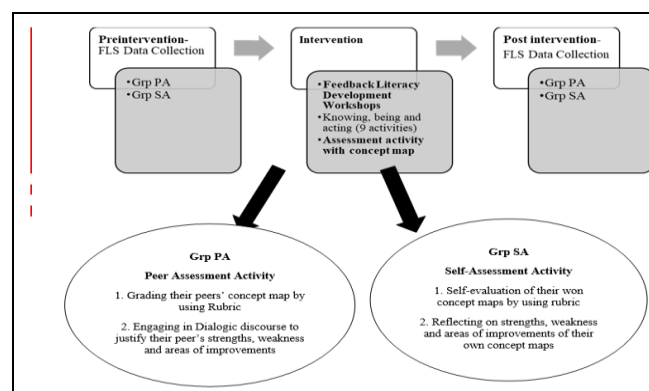 Preintervention-
FLS Data Collection
Intervention
Post intervention-
FLS Data Collection
•Grp PA
•Grp SA
•Feedback Literacy
Development
Workshops
•Knowing, being and
acting (9 activities)
•Assessment activity
with concept map
•Grp PA
•Grp SA
Grp PA
Peer Assessment Activity
1. Grading their peers' concept map by
using Rubric
2. Engaging in Dialogic discourse to
justify their peer's strengths, weakness
and areas of improvements
Grp SA
Self-Assessment Activity
1. Self-evaluation of their won
concept maps by using rubric
2. Reflecting on strengths, weakness
and areas of improvements of their
own concept maps